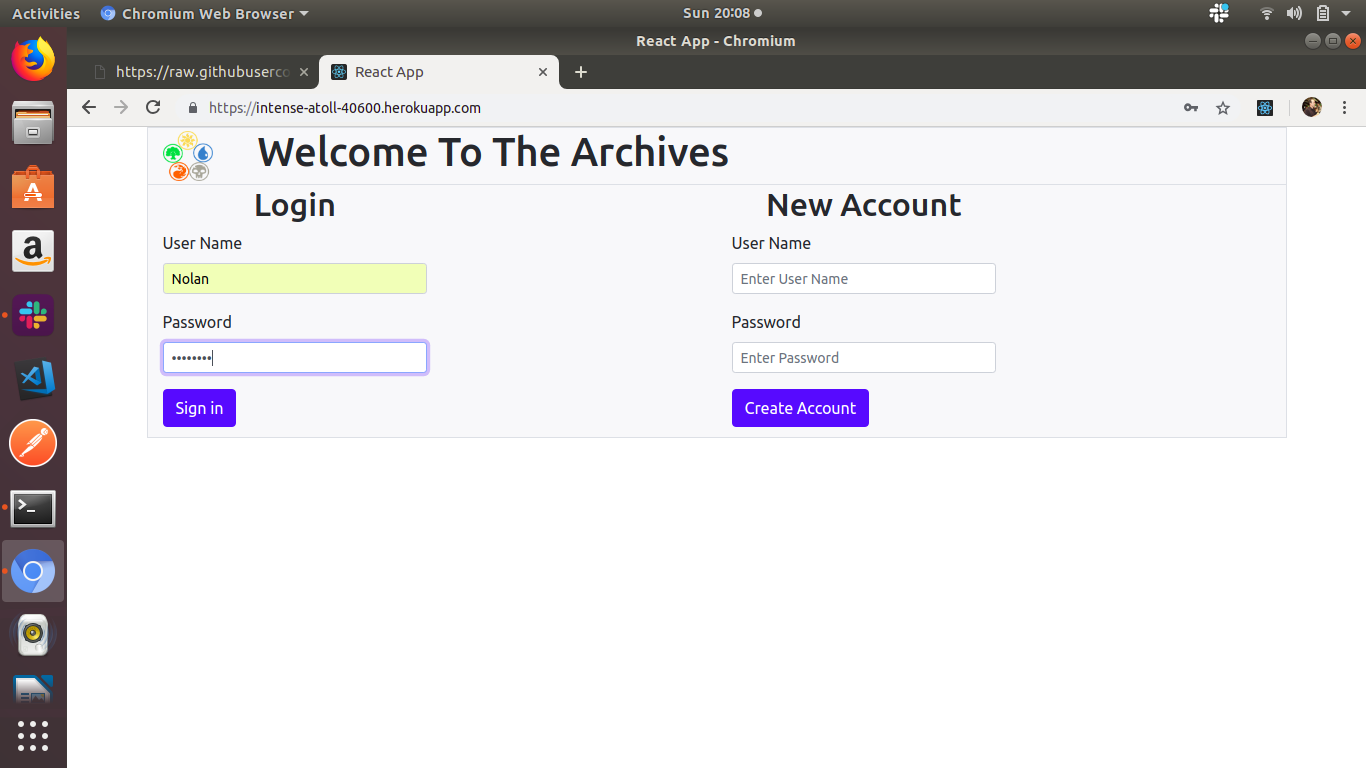 Activities
Chromium Web Browser
Sun 20:08
React App - Chromium
https://raw.githubuserco
React App
https://intense-atoll-40600.herokuapp.com
Welcome To The Archives
Login
New Account
User Name
User Name
Nolan
Enter User Name
Password
Password
••••••••
Enter Password
Sign in
Create Account